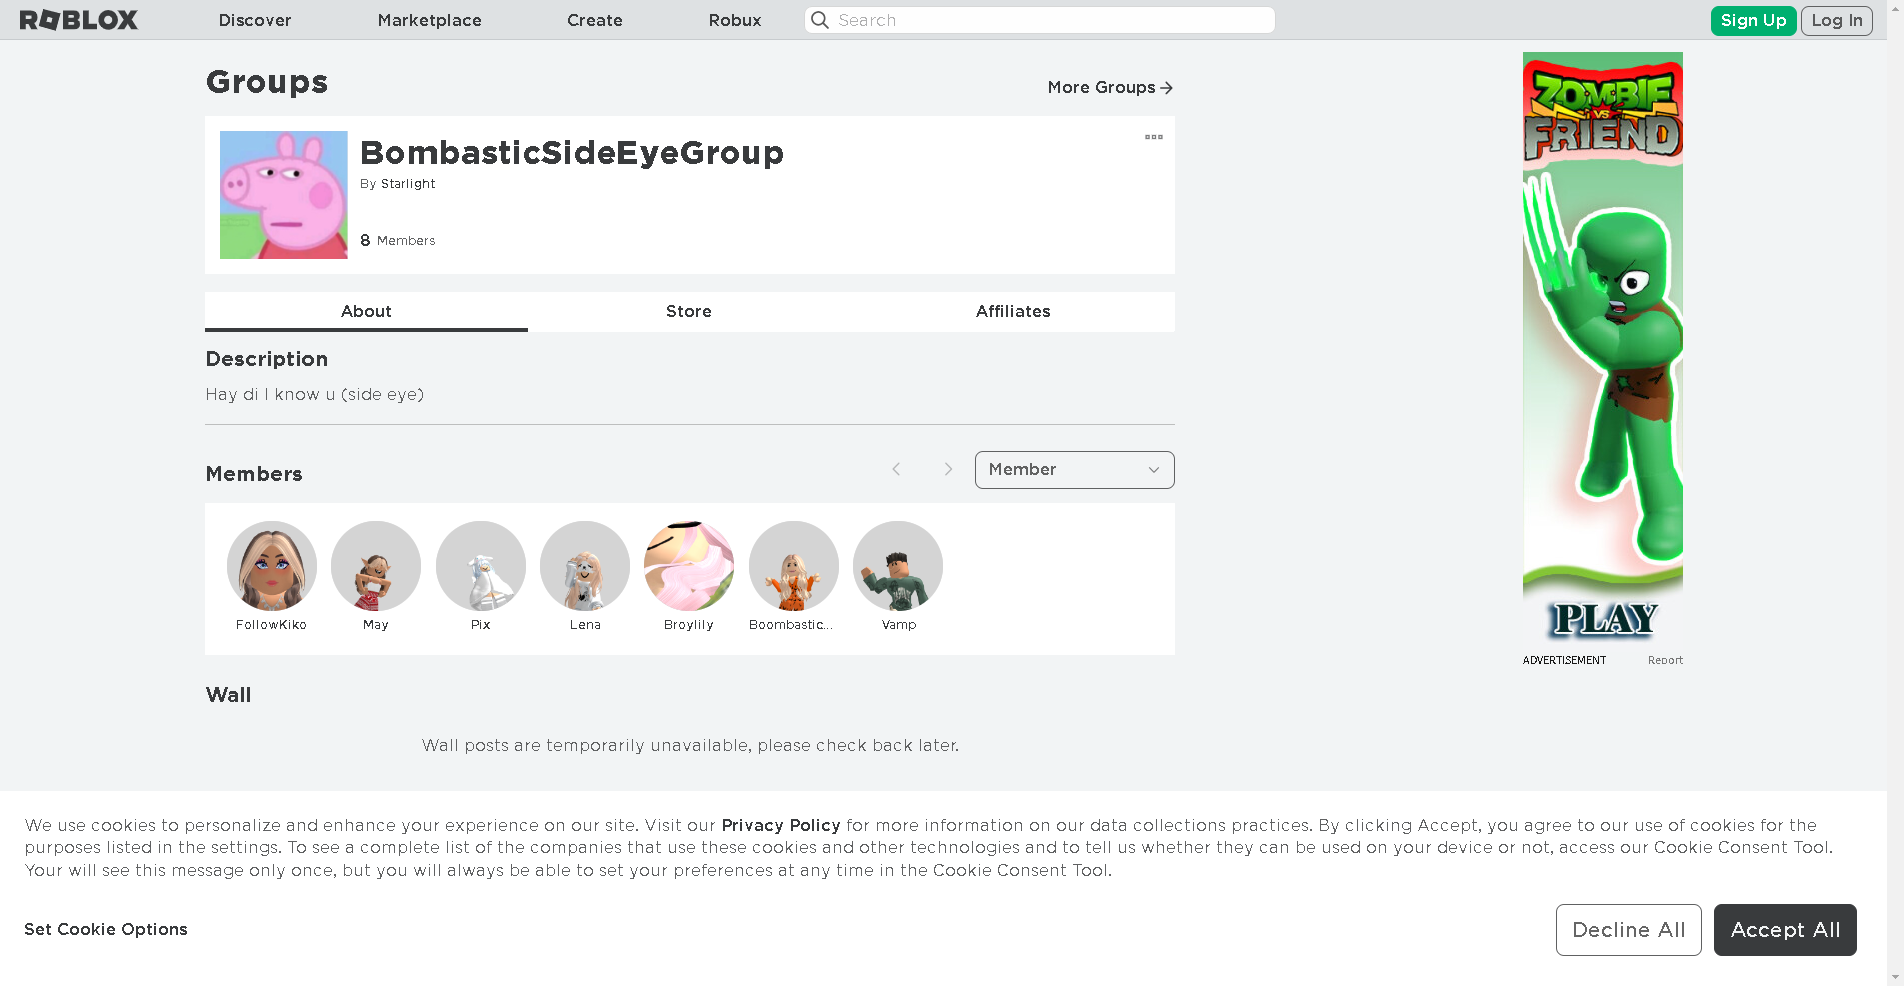 ROBLOX
Discover
Marketplace
Create
Robux
Search
Sign Up
Log In
Groups
More Groups
BombasticSideEyeGroup
By Starlight
8 Members
About
Store
Affiliates
Description
Hay di I know u (side eye)
Members
Member
FollowKiko
May
Pix
Lena
Broylily
Boombastic...
Vamp
Wall
Wall posts are temporarily unavailable, please check back later.
ZOMBIE
VS
FRIEND
PLAY
ADVERTISEMENT
Report
We use cookies to personalize and enhance your experience on our site. Visit our Privacy Policy for more information on our data collections practices. By clicking Accept, you agree to our use of cookies for the
purposes listed in the settings. To see a complete list of the companies that use these cookies and other technologies and to tell us whether they can be used on your device or not, access our Cookie Consent Tool.
Your will see this message only once, but you will always be able to set your preferences at any time in the Cookie Consent Tool.
Set Cookie Options
Decline All
Accept All